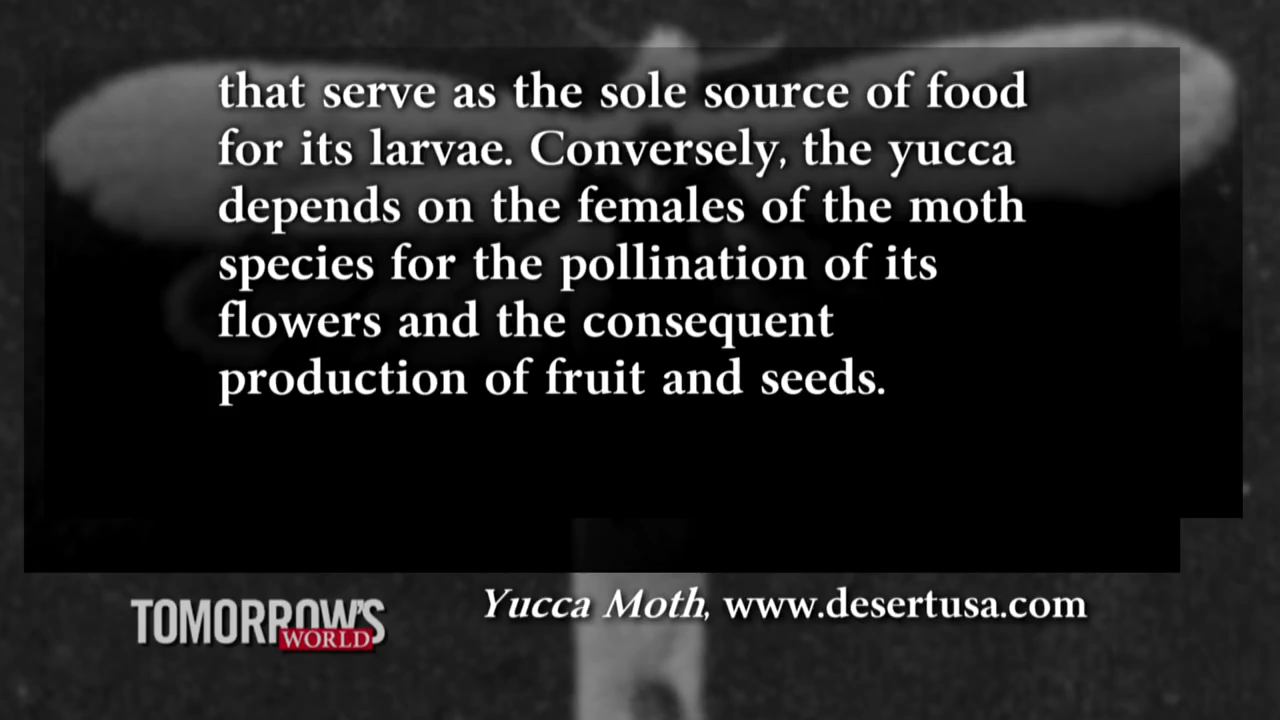 that serve as the sole source of food
for its larvae. Conversely, the yucca
depends on the females of the moth
species for the pollination of its
flowers and the consequent
production of fruit and seeds.
Yucca Moth, www.desertusa.com
TOMORROW'S
WORLD